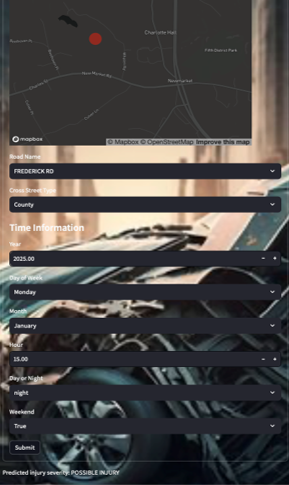 Charlotte Hall
Fifth District Park
New Market Rd
Newmarket
mapbox
© Mapbox © OpenStreetMap Improve this map
Road Name
FREDERICK RD
Cross Street Type
County
Time Information
Year
2025.00
Day of Week
Monday
Month
January
Hour
15.00
Day or Night
night
Weekend
True
Submit
Predicted injury severity: POSSIBLE INJURY